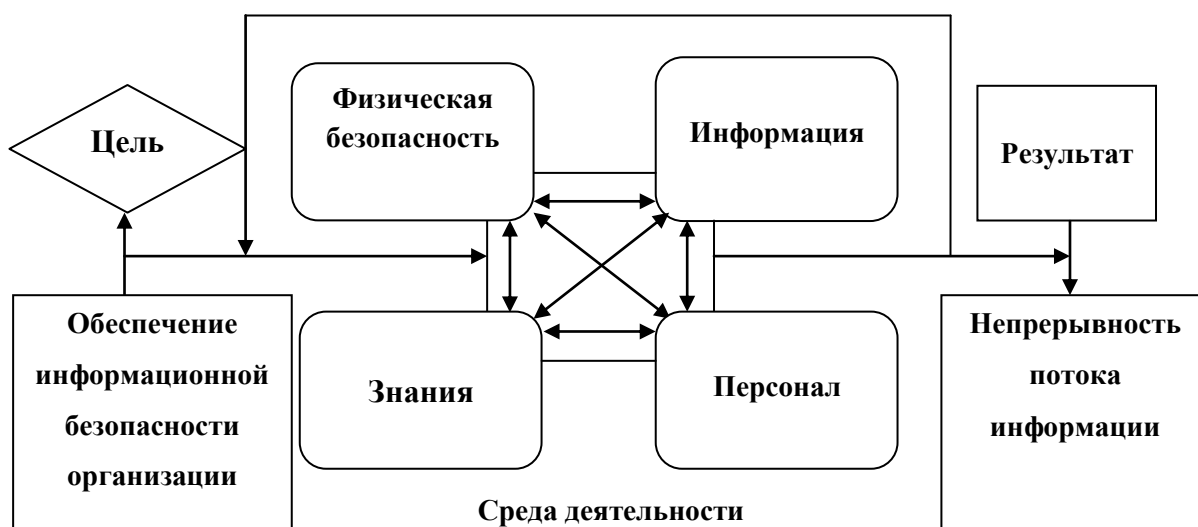 Цель
Физическая
безопасность
Информация
Результат
Обеспечение
информационной
безопасности
организации
Знания
Персонал
Непрерывность
потока
информации
Среда деятельности